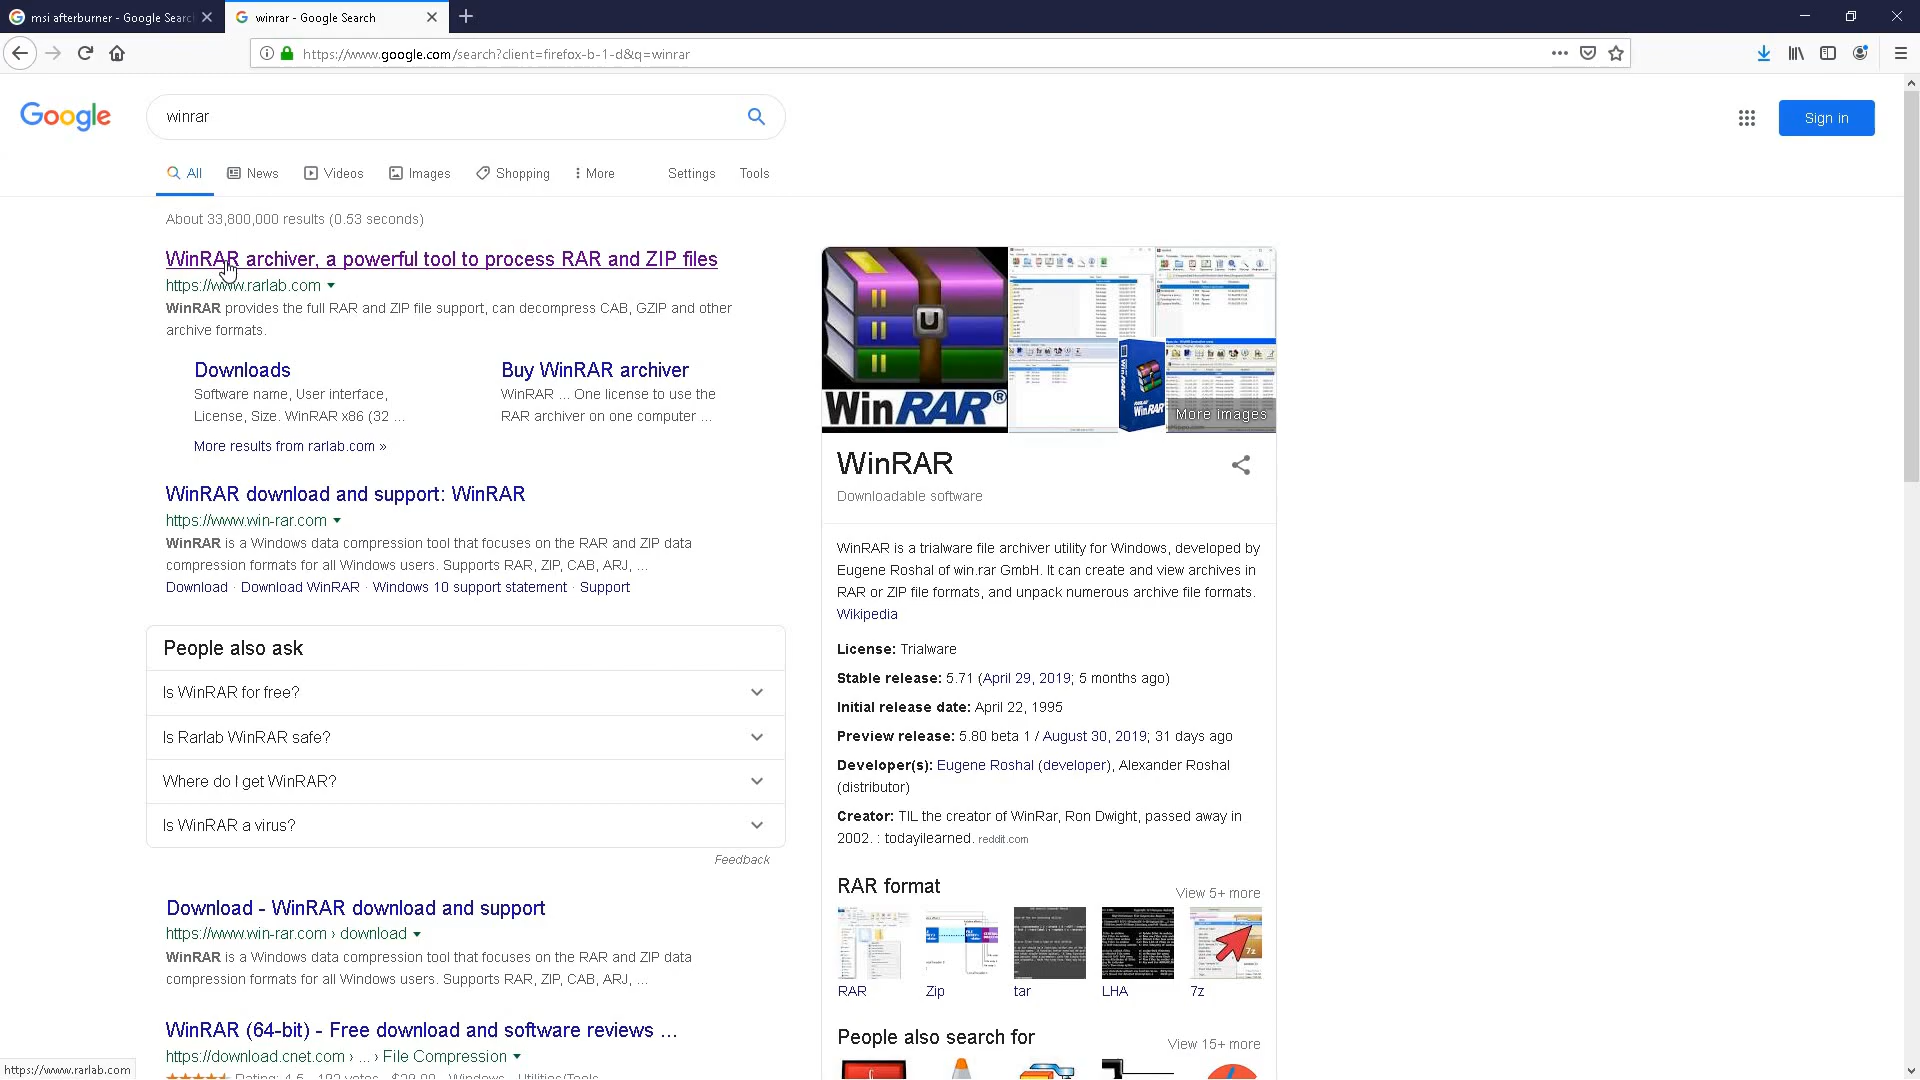 msi afterburner - Google Search
winrar - Google Search
https://www.google.com/search?client=firefox-b-1-d&q=winrar
Google
winrar
Sign in
All
News
Videos
Images
Shopping
More
Settings
Tools
About 33,800,000 results (0.53 seconds)
WinRAR archiver, a powerful tool to process RAR and ZIP files
https://www.rarlab.com
WinRAR provides the full RAR and ZIP file support, can decompress CAB, GZIP and other
archive formats.
Downloads
Software name, User interface,
License, Size. WinRAR x86 (32 ...
Buy WinRAR archiver
WinRAR ... One license to use the
RAR archiver on one computer ...
More results from rarlab.com »
WinRAR download and support: WinRAR
https://www.win-rar.com
WinRAR is a Windows data compression tool that focuses on the RAR and ZIP data
compression formats for all Windows users. Supports RAR, ZIP, CAB, ARJ, ...
Download · Download WinRAR · Windows 10 support statement · Support
People also ask
Is WinRAR for free?
Is Rarlab WinRAR safe?
Where do I get WinRAR?
Is WinRAR a virus?
Feedback
Download - WinRAR download and support
https://www.win-rar.com › download
WinRAR is a Windows data compression tool that focuses on the RAR and ZIP data
compression formats for all Windows users. Supports RAR, ZIP, CAB, ARJ, ...
WinRAR (64-bit) - Free download and software reviews ...
https://download.cnet.com › ... › File Compression
Rating: 4.5 · 192 votes · $29.00 · Windows · Utilities/Tools
https://www.rarlab.com
WinRAR®
WinRAR
More images
WinRAR
Downloadable software
WinRAR is a trialware file archiver utility for Windows, developed by
Eugene Roshal of win.rar GmbH. It can create and view archives in
RAR or ZIP file formats, and unpack numerous archive file formats.
Wikipedia
License: Trialware
Stable release: 5.71 (April 29, 2019; 5 months ago)
Initial release date: April 22, 1995
Preview release: 5.80 beta 1 / August 30, 2019; 31 days ago
Developer(s): Eugene Roshal (developer), Alexander Roshal
(distributor)
Creator: TIL the creator of WinRar, Ron Dwight, passed away in
2002. : todayilearned. reddit.com
RAR format
View 5+ more
7z
RAR
Zip
tar
LHA
7z
People also search for
View 15+ more